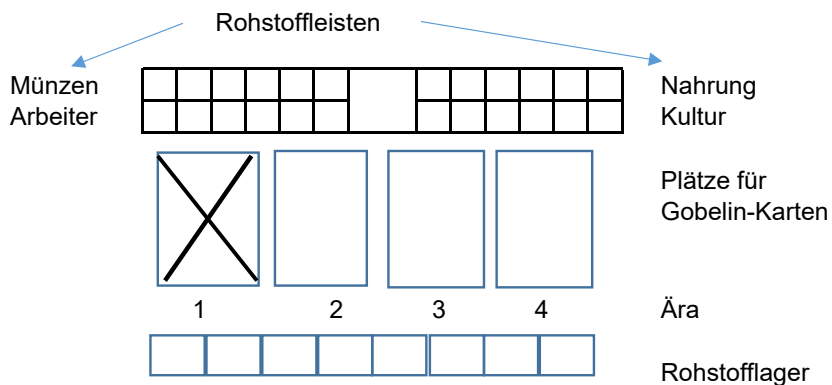 Rohstoffleisten
Münzen
Arbeiter
Nahrung
Kultur
Plätze für
Gobelin-Karten
1 2 3 4 Ära
Rohstofflager